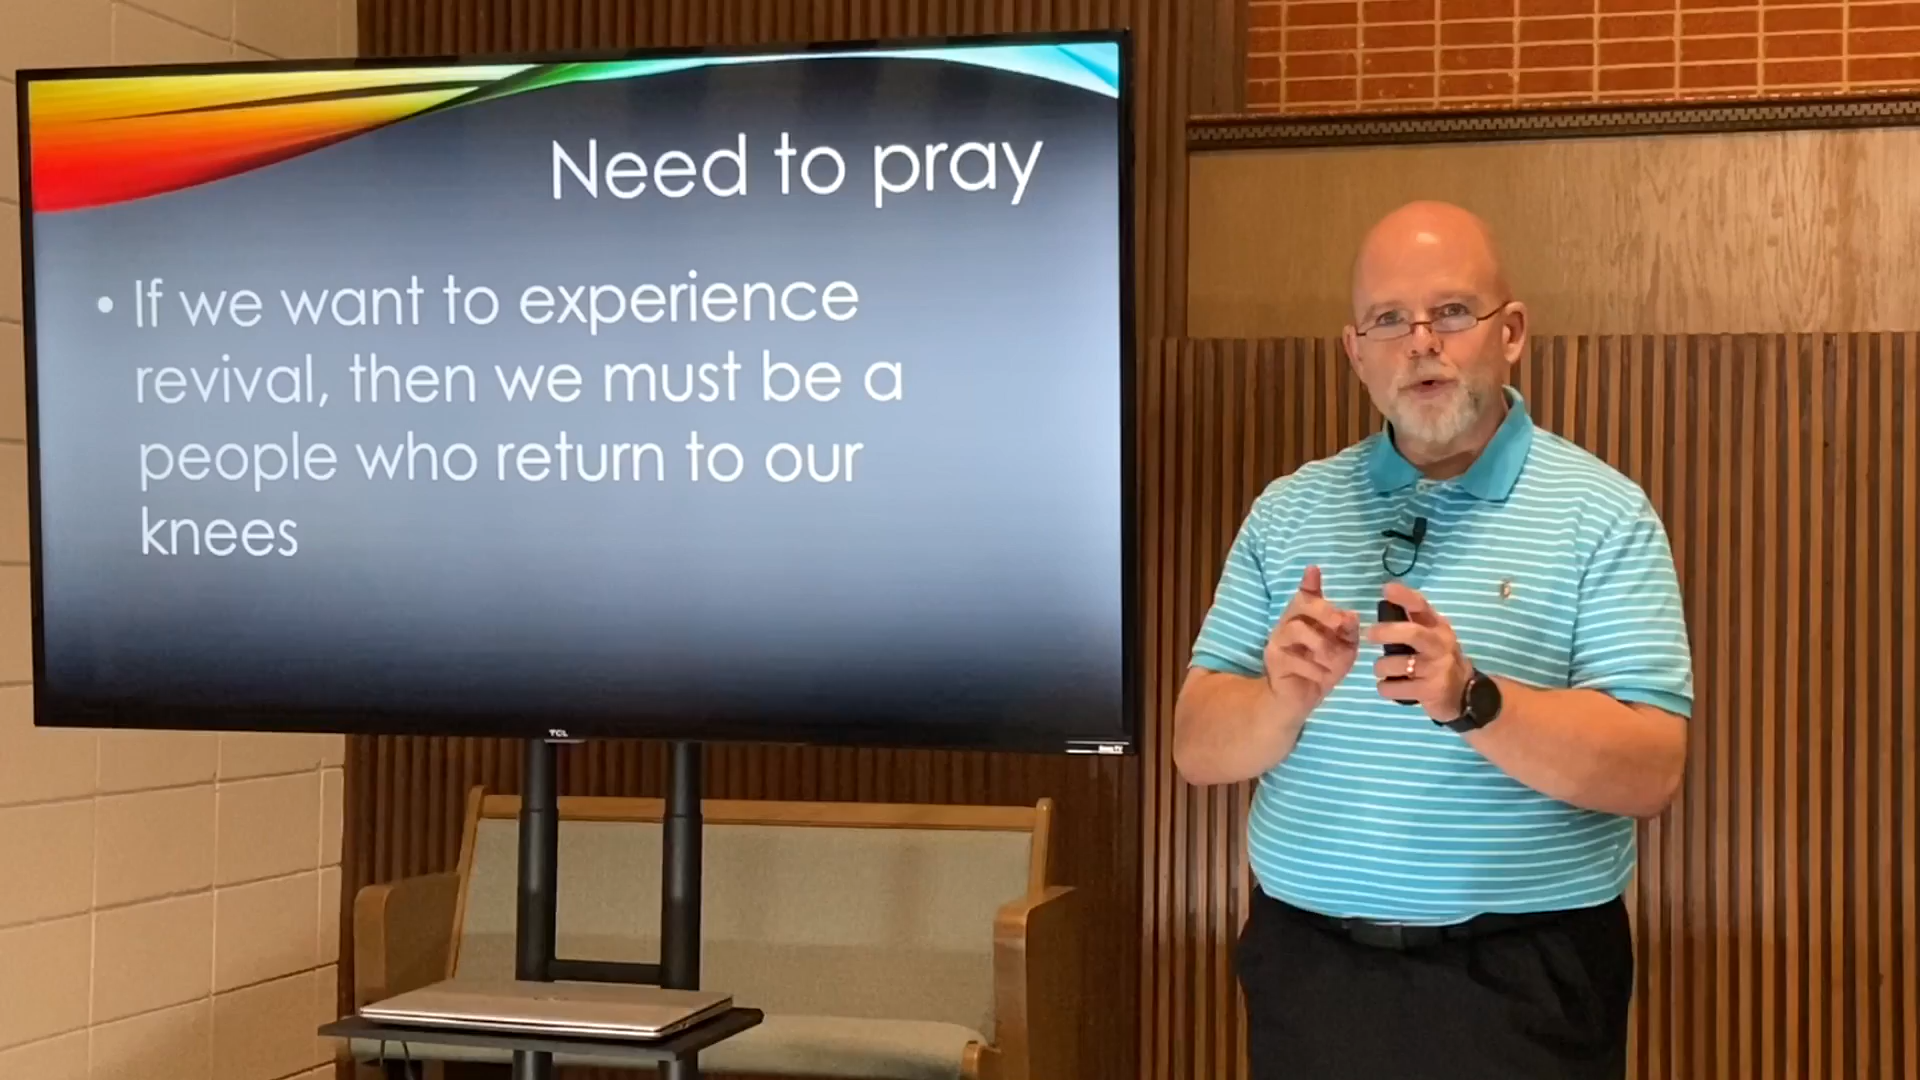 Need to pray
• If we want to experience
revival, then we must be a
people who return to our
knees
TCL